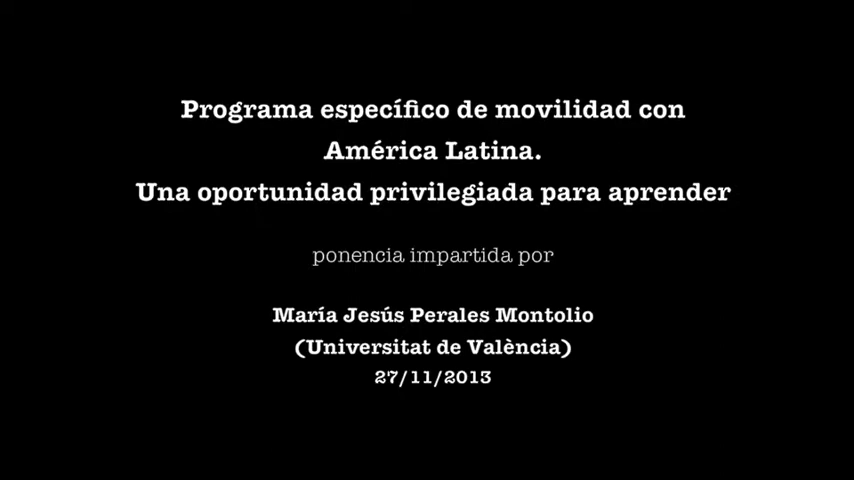 Programa específico de movilidad con
América Latina.
Una oportunidad privilegiada para aprender
ponencia impartida por
María Jesús Perales Montolio
(Universitat de València)
27/11/2013